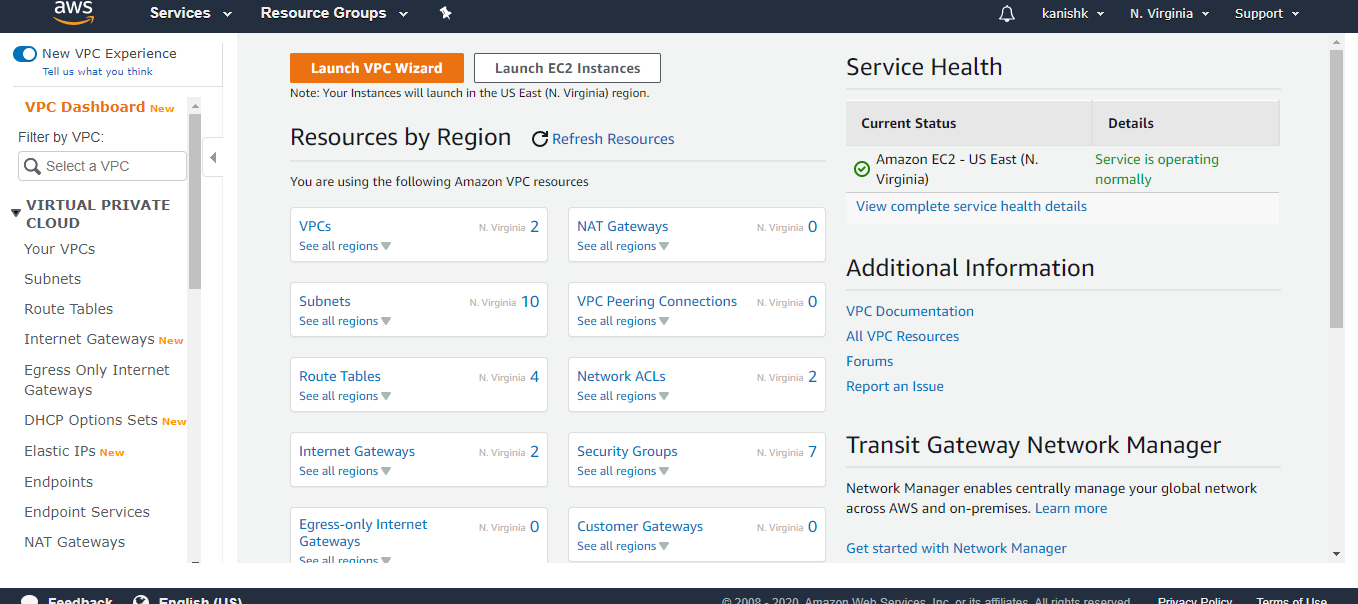 aws
Services
Resource Groups
kanishk
N. Virginia
Support
New VPC Experience
Tell us what you think
VPC Dashboard New
Filter by VPC:
Select a VPC
VIRTUAL PRIVATE
CLOUD
Your VPCs
Subnets
Route Tables
Internet Gateways New
Egress Only Internet
Gateways
DHCP Options Sets New
Elastic IPs New
Endpoints
Endpoint Services
NAT Gateways
Launch VPC Wizard
Launch EC2 Instances
Note: Your Instances will launch in the US East (N. Virginia) region.
Resources by Region
Refresh Resources
You are using the following Amazon VPC resources
VPCs N. Virginia 2
See all regions
NAT Gateways N. Virginia 0
See all regions
Subnets N. Virginia 10
See all regions
VPC Peering Connections N. Virginia 0
See all regions
Route Tables N. Virginia 4
See all regions
Network ACLs N. Virginia 2
See all regions
Internet Gateways N. Virginia 2
See all regions
Security Groups N. Virginia 7
See all regions
Egress-only Internet N. Virginia 0
Gateways
See all regions
Customer Gateways N. Virginia 0
See all regions
Service Health
Current Status Details
Amazon EC2 - US East (N.
Virginia)
Service is operating
normally
View complete service health details
Additional Information
VPC Documentation
All VPC Resources
Forums
Report an Issue
Transit Gateway Network Manager
Network Manager enables centrally manage your global network
across AWS and on-premises. Learn more
Get started with Network Manager
Feedback
English (US)
© 2008 - 2020, Amazon Web Services, Inc. or its affiliates. All rights reserved.
Privacy Policy
Terms of Use